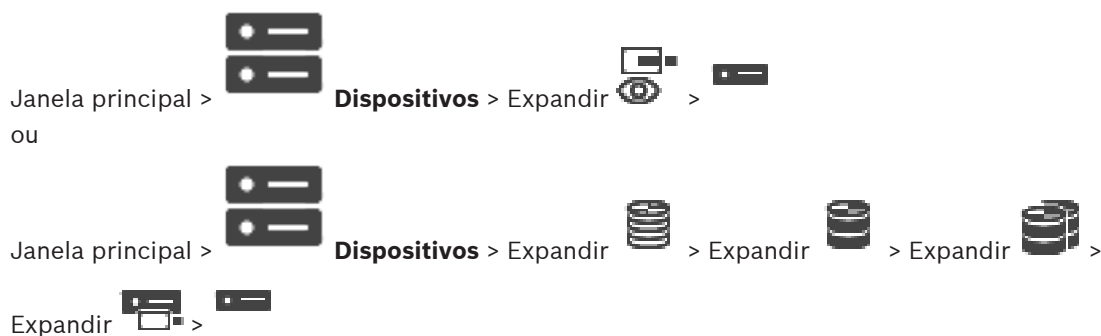 Janela principal > Dispositivos > Expandir >
ou
Janela principal > Dispositivos > Expandir > Expandir > Expandir >
Expandir >